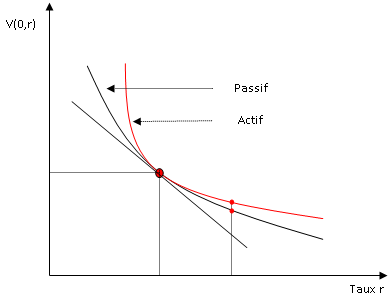 V(0,r)
Passif
Actif
Taux r